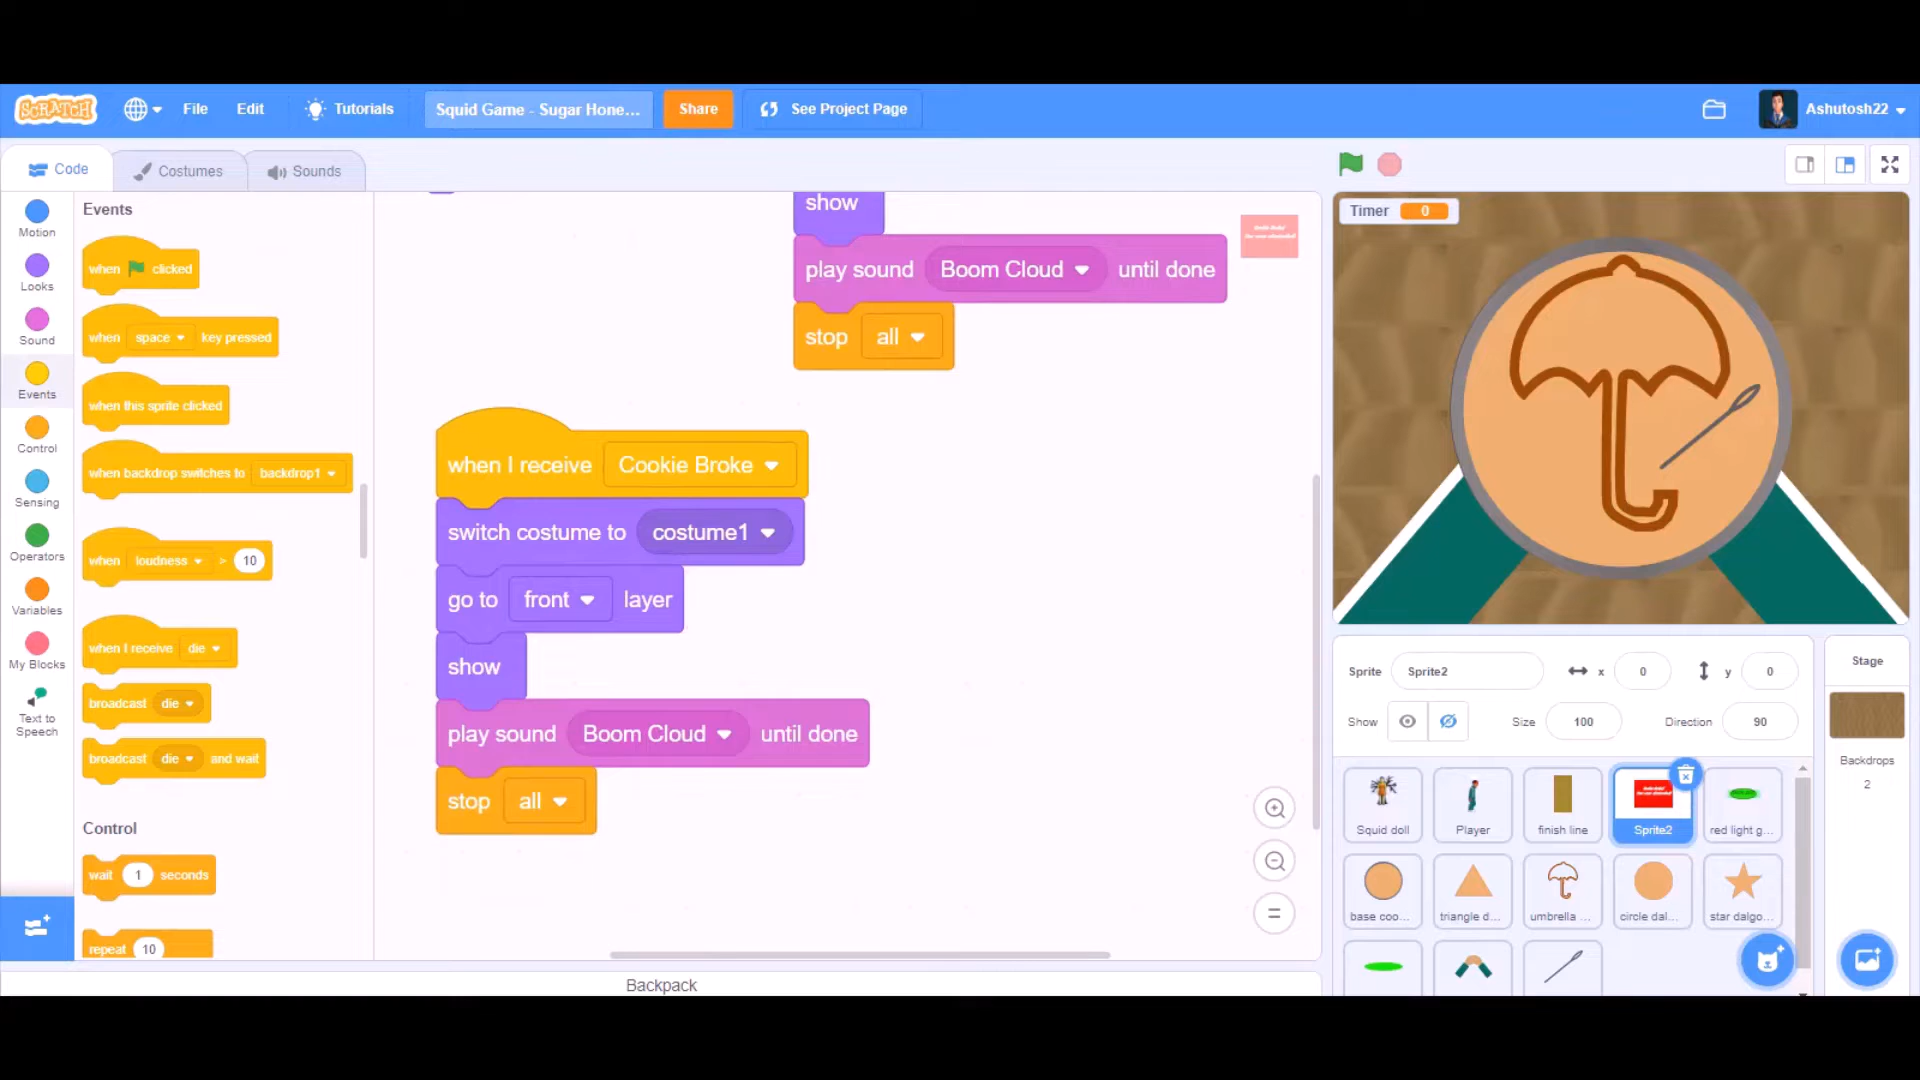 SCRATCH
File
Edit
Tutorials
Squid Game - Sugar Hone...
Share
See Project Page
Ashutosh22
Code
Costumes
Sounds
Motion
Looks
Sound
Events
Control
Sensing
Operators
Variables
My Blocks
Text to
Speech
Events
when clicked
when space key pressed
when this sprite clicked
when backdrop switches to backdrop1
when loudness > 10
when I receive die
broadcast die
broadcast die and wait
Control
wait 1 seconds
repeat 10
show
play sound Boom Cloud until done
stop all
when I receive Cookie Broke
switch costume to costume1
go to front layer
show
play sound Boom Cloud until done
stop all
Backpack
Timer 0
Sprite Sprite2 x 0 y 0
Show Size 100 Direction 90
Squid doll
Player
finish line
Sprite2
red light g...
base coo...
triangle d...
umbrella ...
circle dal...
star dalgo...
Stage
Backdrops
2